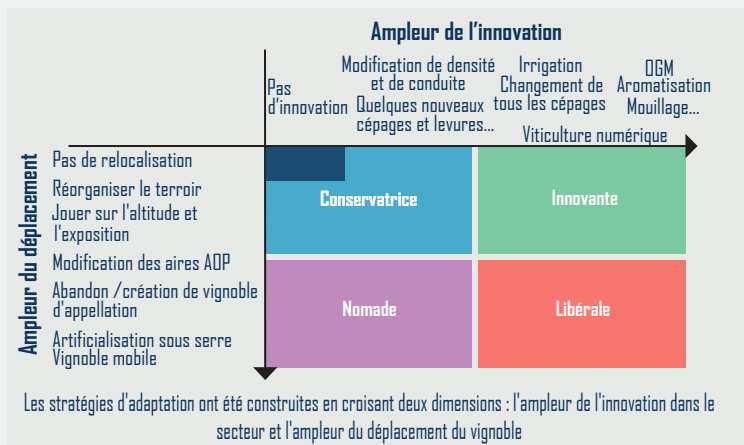 Ampleur de l'innovation
Pas
d'innovation
Modification de densité
et de conduite
Quelques nouveaux
cépages et levures...
Irrigation
Changement de
tous les cépages
OGM
Aromatisation
Mouillage...
Viticulture numérique
Ampleur du déplacement
Pas de relocalisation
Réorganiser le terroir
Jouer sur l'altitude et
l'exposition
Modification des aires AOP
Abandon /création de vignoble
d'appellation
Artificialisation sous serre
Vignoble mobile
Conservatrice
Innovante
Nomade
Libérale
Les stratégies d'adaptation ont été construites en croisant deux dimensions : l'ampleur de l'innovation dans le
secteur et l'ampleur du déplacement du vignoble